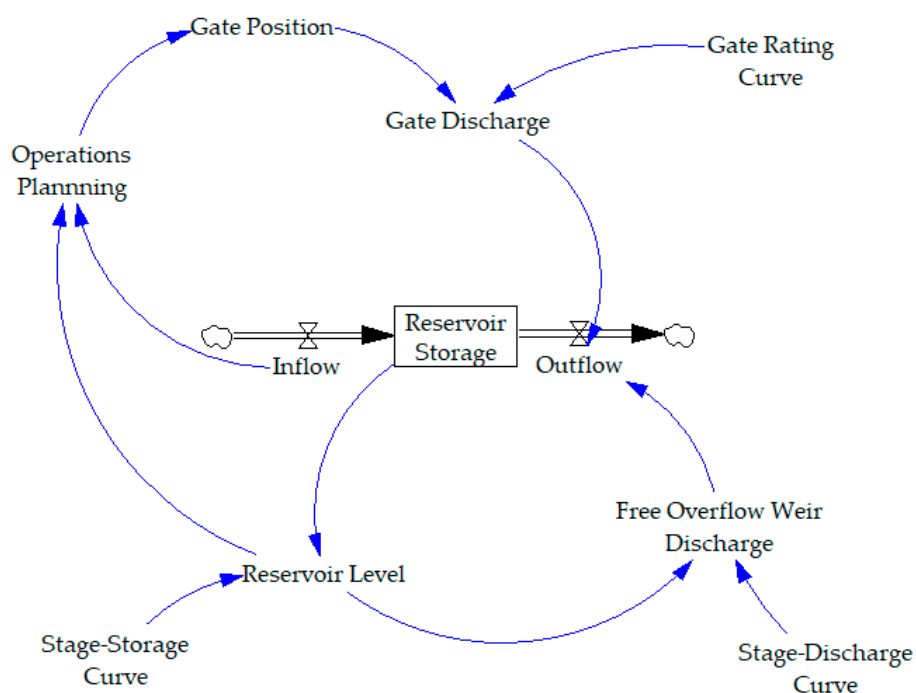 Gate Position
Gate Rating
Curve
Gate Discharge
Operations
Plannning
Reservoir
Storage
Inflow
Outflow
Free Overflow Weir
Discharge
Reservoir Level
Stage-Storage
Curve
Stage-Discharge
Curve